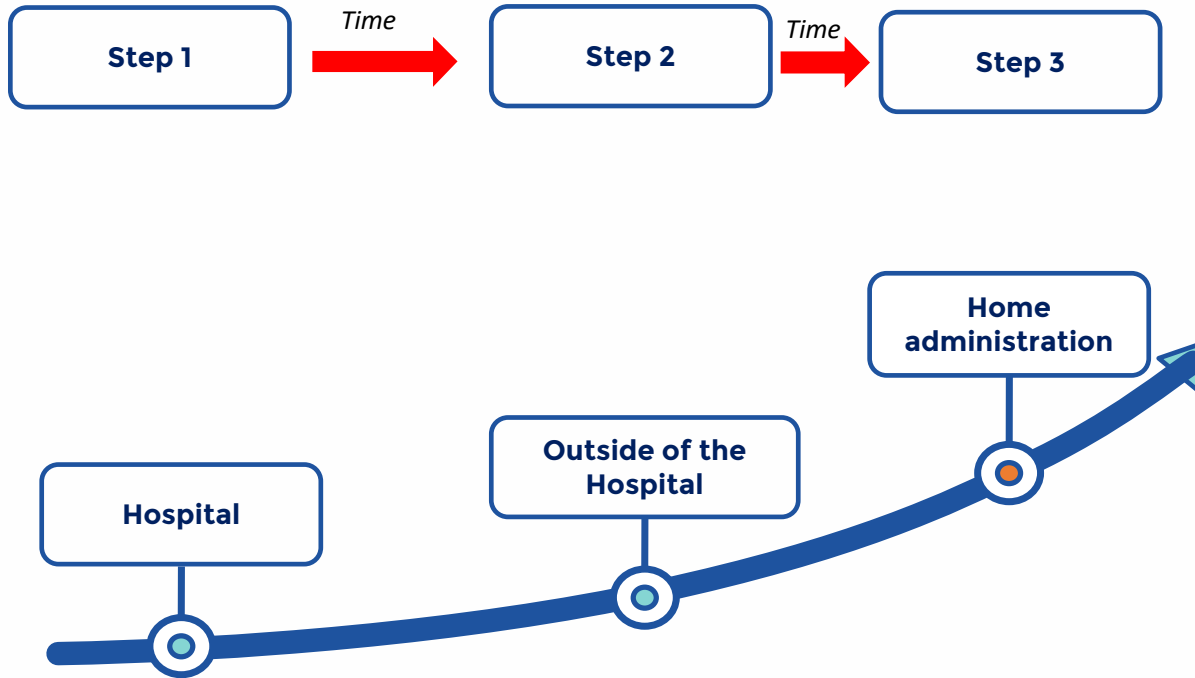 Step 1
Time
Step 2
Time
Step 3
Home
administration
Outside of the
Hospital
Hospital